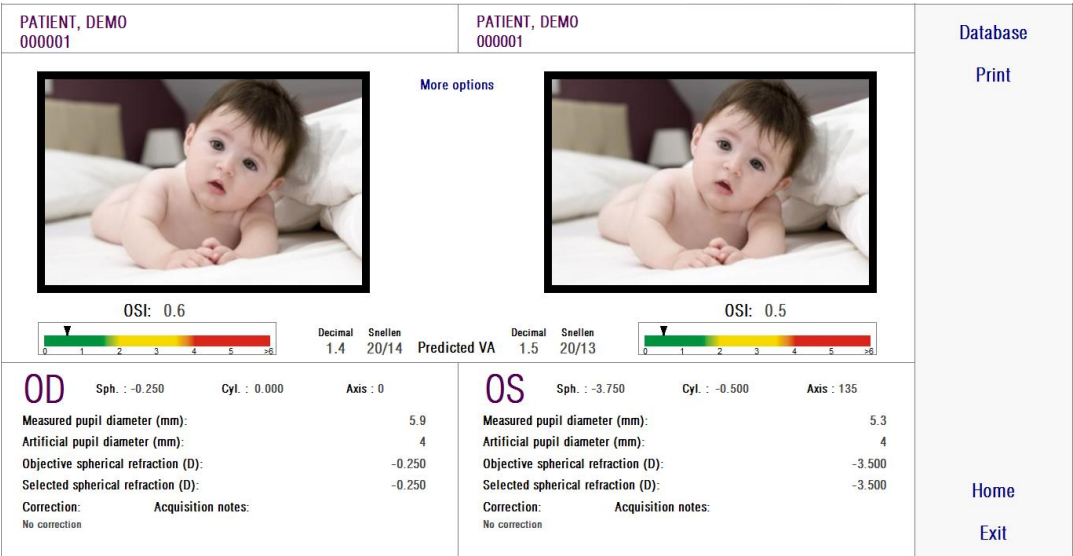 PATIENT, DEMO
000001
PATIENT, DEMO
000001
Database
Print
More options
OSI: 0.6
0 1 2 3 4 5 >6
Decimal Snellen
1.4 20/14
Predicted VA
Decimal Snellen
1.5 20/13
OSI: 0.5
0 1 2 3 4 5 >6
OD Sph. : -0.250 Cyl. : 0.000 Axis : 0
Measured pupil diameter (mm): 5.9
Artificial pupil diameter (mm): 4
Objective spherical refraction (D): -0.250
Selected spherical refraction (D): -0.250
Correction: Acquisition notes:
No correction
OS Sph. : -3.750 Cyl. : -0.500 Axis : 135
Measured pupil diameter (mm): 5.3
Artificial pupil diameter (mm): 4
Objective spherical refraction (D): -3.500
Selected spherical refraction (D): -3.500
Correction: Acquisition notes:
No correction
Home
Exit